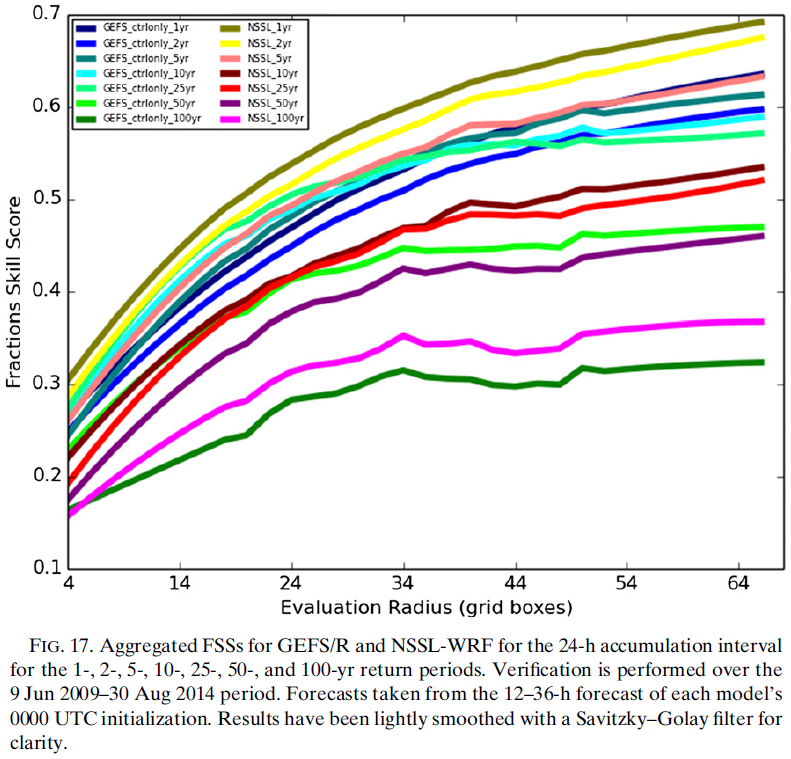 0.7
0.6
0.5
0.4
0.3
0.2
0.1
Fractions Skill Score
GEFS_ctrlonly_1yr
GEFS_ctrlonly_2yr
GEFS_ctrlonly_5yr
GEFS_ctrlonly_10yr
GEFS_ctrlonly_25yr
GEFS_ctrlonly_50yr
GEFS_ctrlonly_100yr
NSSL_1yr
NSSL_2yr
NSSL_5yr
NSSL_10yr
NSSL_25yr
NSSL_50yr
NSSL_100yr
4 14 24 34 44 54 64
Evaluation Radius (grid boxes)
FIG. 17. Aggregated FSSs for GEFS/R and NSSL-WRF for the 24-h accumulation interval
for the 1-, 2-, 5-, 10-, 25-, 50-, and 100-yr return periods. Verification is performed over the
9 Jun 2009–30 Aug 2014 period. Forecasts taken from the 12–36-h forecast of each model's
0000 UTC initialization. Results have been lightly smoothed with a Savitzky–Golay filter for
clarity.